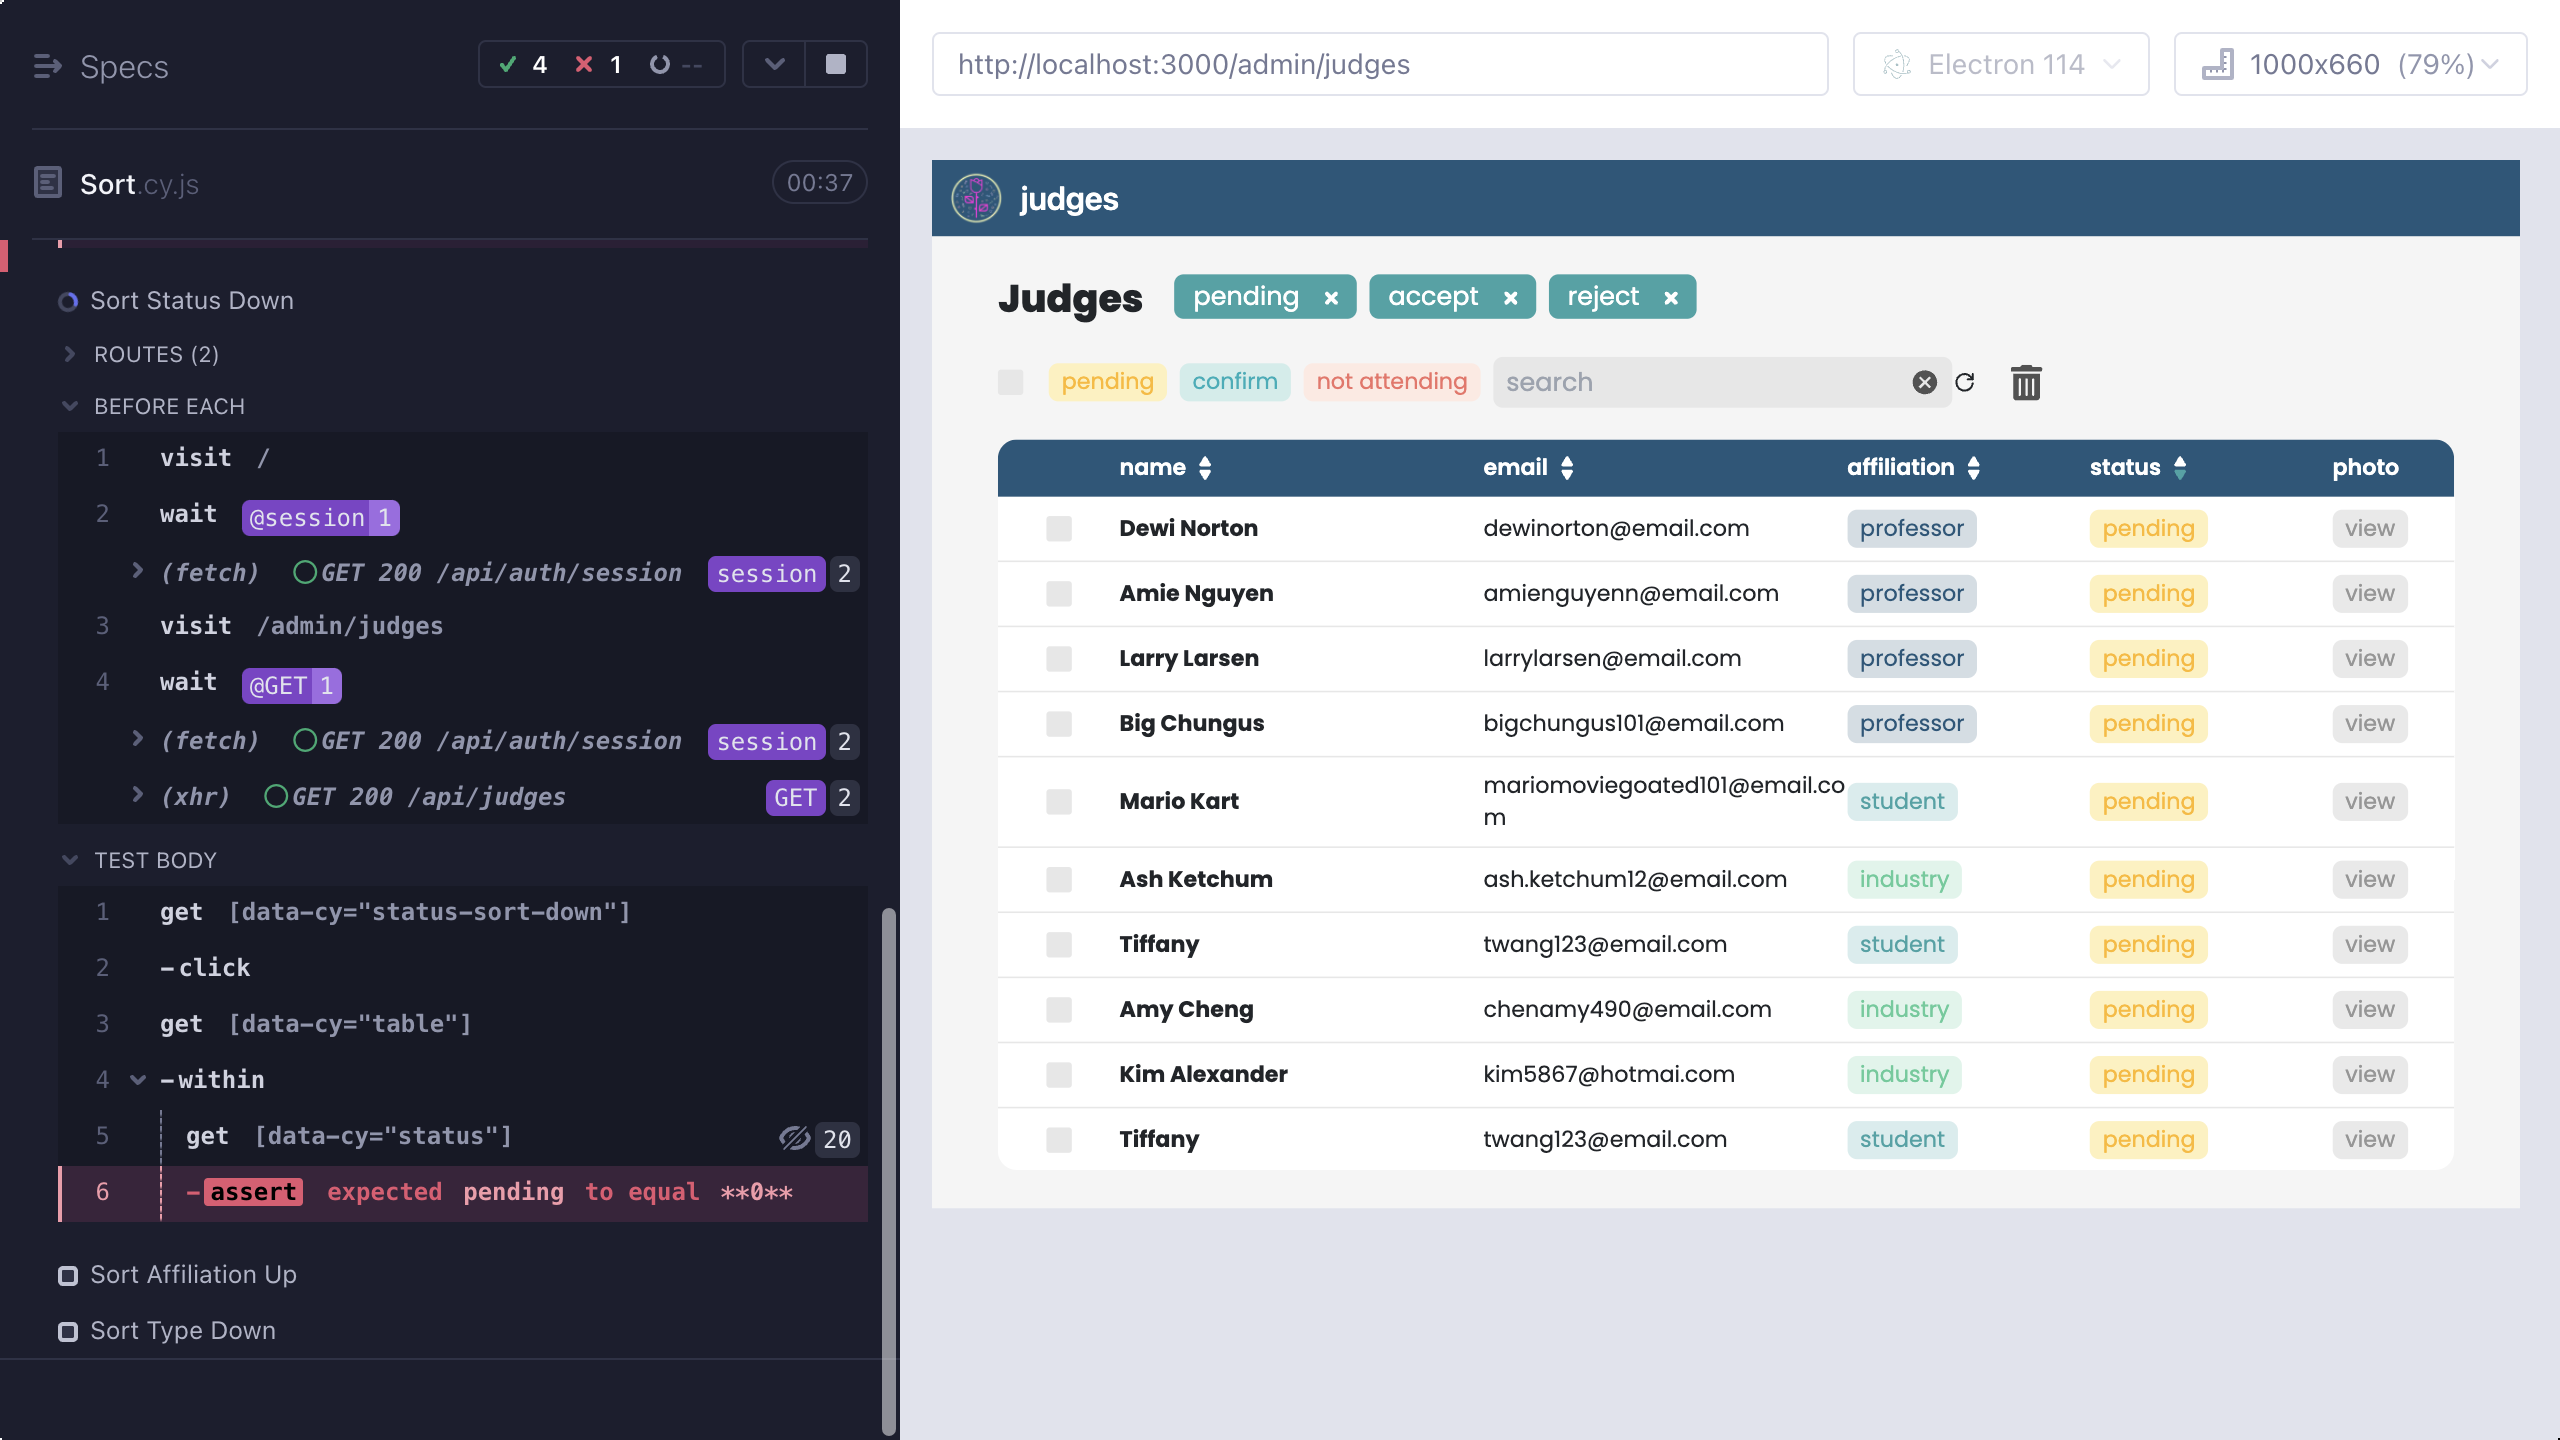 Specs
4 1 --
Sort.cy.js 00:37
Sort Status Down
ROUTES (2)
BEFORE EACH
1 visit /
2 wait @session 1
(fetch) GET 200 /api/auth/session session 2
3 visit /admin/judges
4 wait @GET 1
(fetch) GET 200 /api/auth/session session 2
(xhr) GET 200 /api/judges GET 2
TEST BODY
1 get [data-cy="status-sort-down"]
2 -click
3 get [data-cy="table"]
4 -within
5 get [data-cy="status"] 20
6 -assert expected pending to equal **0**
Sort Affiliation Up
Sort Type Down
http://localhost:3000/admin/judges Electron 114 1000x660 (79%)
judges
Judges pending × accept × reject ×
pending confirm not attending search
name email affiliation status photo
Dewi Norton dewinorton@email.com professor pending view
Amie Nguyen amienguyenn@email.com professor pending view
Larry Larsen larrylarsen@email.com professor pending view
Big Chungus bigchungus101@email.com professor pending view
Mario Kart mariomoviegoated101@email.co student pending view
m
Ash Ketchum ash.ketchum12@email.com industry pending view
Tiffany twang123@email.com student pending view
Amy Cheng chenamy490@email.com industry pending view
Kim Alexander kim5867@hotmai.com industry pending view
Tiffany twang123@email.com student pending view